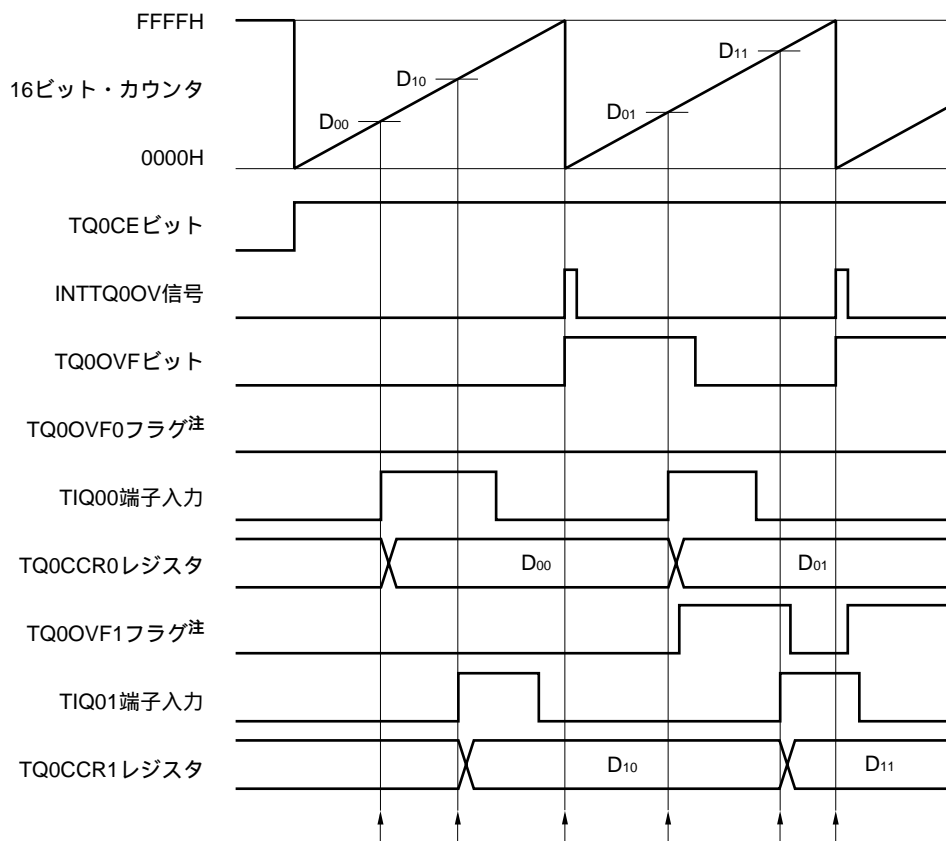 FFFFH
16ビット・カウンタ
0000H
D10
D00
D11
D01
TQ0CEビット
INTTQ0OV信号
TQ0OVFビット
TQ0OVF0フラグ注
TIQ00端子入力
TQ0CCR0レジスタ
D00
D01
TQ0OVF1フラグ注
TIQ01端子入力
TQ0CCR1レジスタ
D10
D11